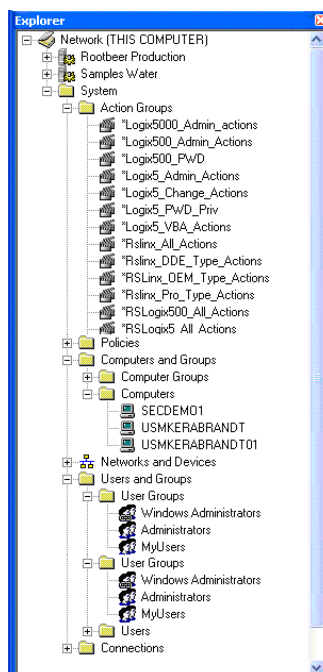 Explorer
Network (THIS COMPUTER)
Rootbeer Production
Samples Water
System
Action Groups
*Logix5000_Admin_actions
*Logix500_Admin_Actions
*Logix500_PWD
*Logix5_Admin_Actions
*Logix5_Change_Actions
*Logix5_PWD_Priv
*Logix5_VBA_Actions
*Rslinx_All_Actions
*Rslinx_DDE_Type_Actions
*RSLinx_OEM_Type_Actions
*Rslinx_Pro_Type_Actions
*RSLogix500_All_Actions
*RSLogix5_All_Actions
Policies
Computers and Groups
Computer Groups
Computers
SECDEMO1
USMKERABRANDT
USMKERABRANDT01
Networks and Devices
Users and Groups
User Groups
Windows Administrators
Administrators
MyUsers
User Groups
Windows Administrators
Administrators
MyUsers
Users
Connections